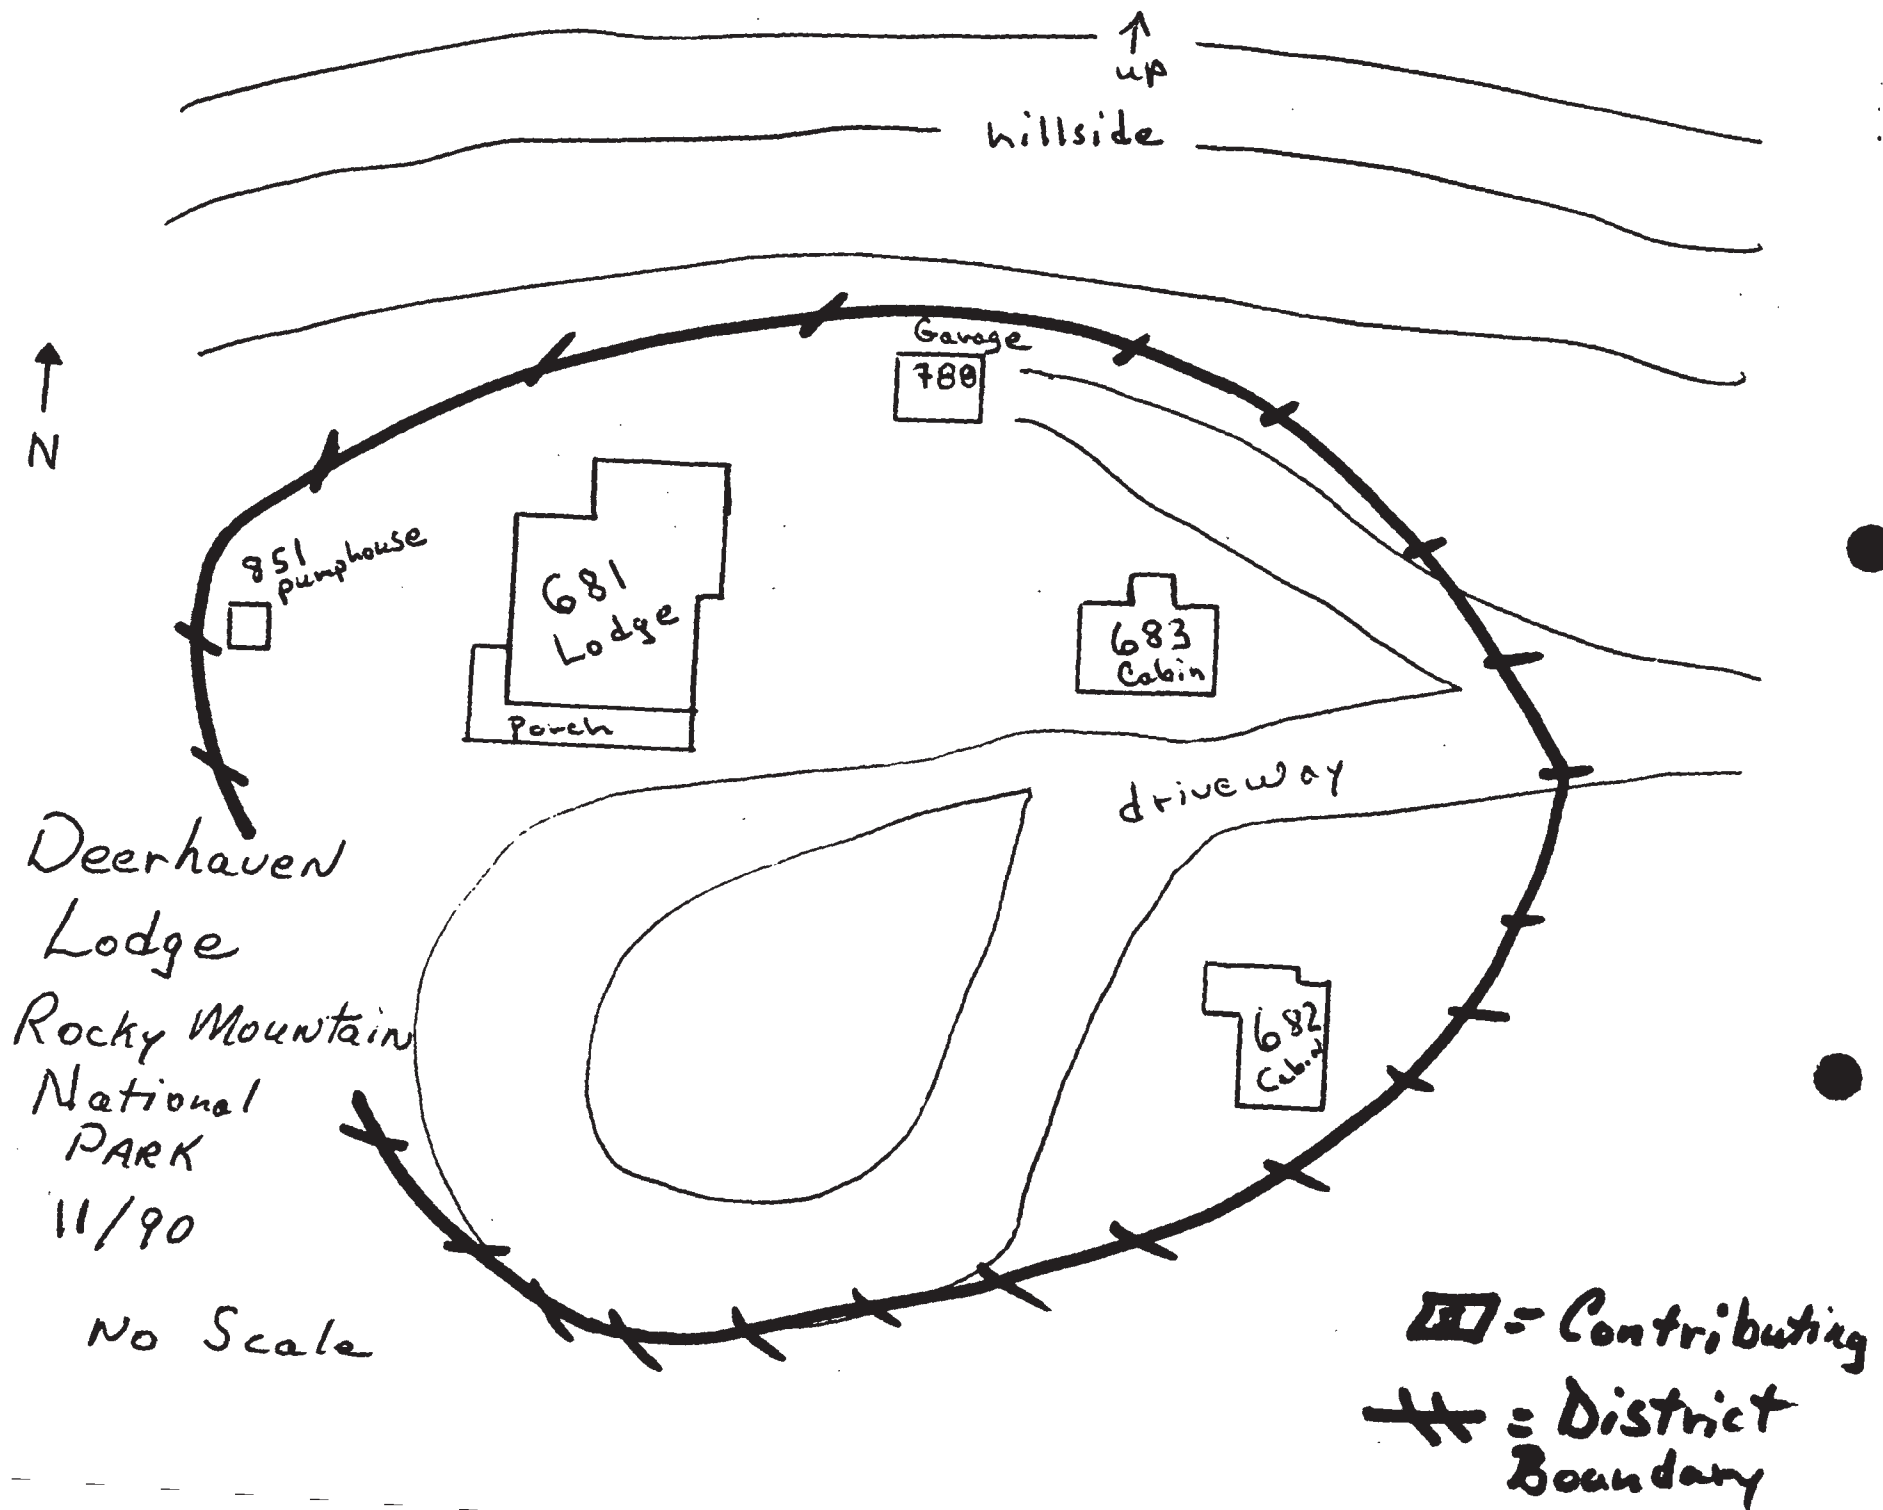 ↑
up
hillside
Garage
788
N
851
pumphouse
681
Lodge
Porch
683
Cabin
driveway
682
Cabin
Deerhaven
Lodge
Rocky Mountain
National
PARK
11/90
No Scale
= Contributing
= District
Boundary